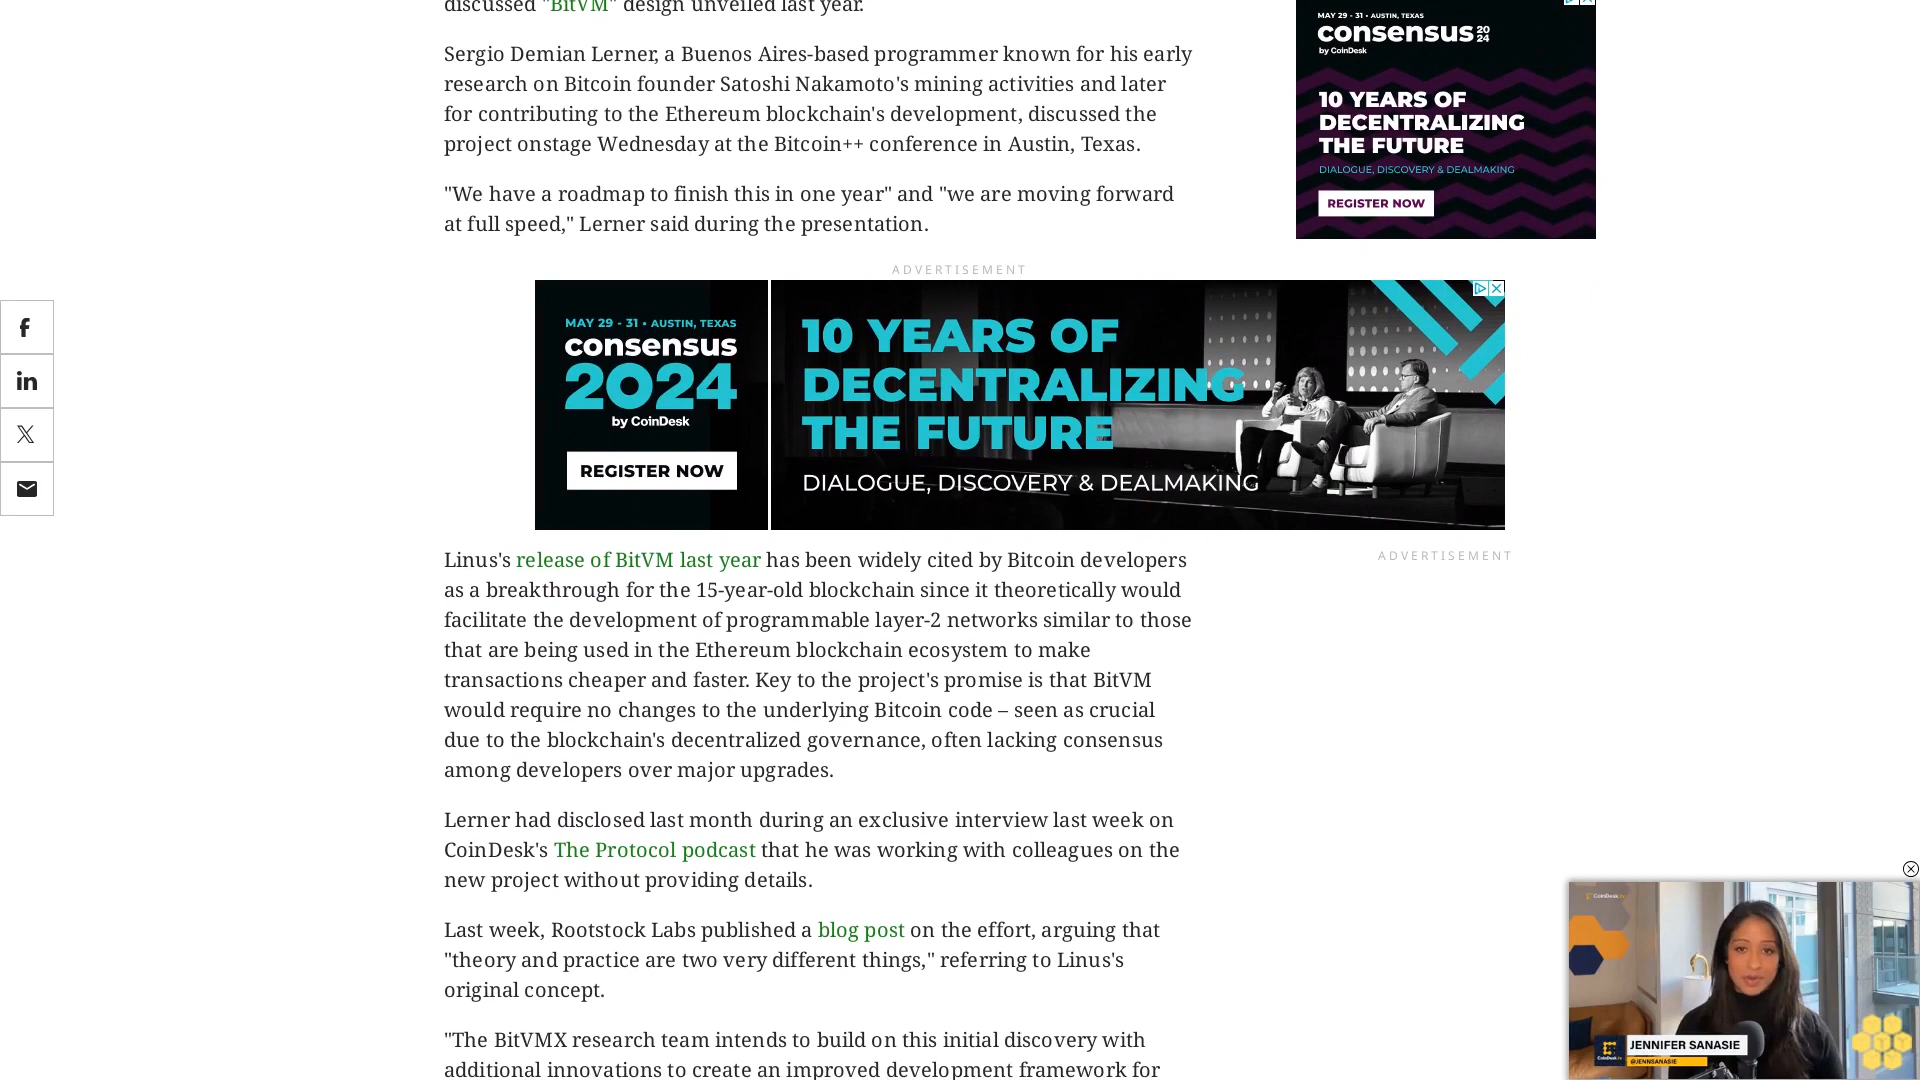 discussed "BitVM" design unveiled last year.
Sergio Demian Lerner, a Buenos Aires-based programmer known for his early
research on Bitcoin founder Satoshi Nakamoto's mining activities and later
for contributing to the Ethereum blockchain's development, discussed the
project onstage Wednesday at the Bitcoin++ conference in Austin, Texas.
"We have a roadmap to finish this in one year" and "we are moving forward
at full speed," Lerner said during the presentation.
MAY 29 - 31 • AUSTIN, TEXAS
consensus 2024
by CoinDesk
10 YEARS OF
DECENTRALIZING
THE FUTURE
DIALOGUE, DISCOVERY & DEALMAKING
REGISTER NOW
ADVERTISEMENT
MAY 29 - 31 • AUSTIN, TEXAS
consensus
2024
by CoinDesk
REGISTER NOW
10 YEARS OF
DECENTRALIZING
THE FUTURE
DIALOGUE, DISCOVERY & DEALMAKING
Linus's release of BitVM last year has been widely cited by Bitcoin developers
as a breakthrough for the 15-year-old blockchain since it theoretically would
facilitate the development of programmable layer-2 networks similar to those
that are being used in the Ethereum blockchain ecosystem to make
transactions cheaper and faster. Key to the project's promise is that BitVM
would require no changes to the underlying Bitcoin code – seen as crucial
due to the blockchain's decentralized governance, often lacking consensus
among developers over major upgrades.
ADVERTISEMENT
Lerner had disclosed last month during an exclusive interview last week on
CoinDesk's The Protocol podcast that he was working with colleagues on the
new project without providing details.
Last week, Rootstock Labs published a blog post on the effort, arguing that
"theory and practice are two very different things," referring to Linus's
original concept.
"The BitVMX research team intends to build on this initial discovery with
additional innovations to create an improved development framework for
CoinDesk tv
JENNIFER SANASIE
@JENNSANASIE
CoinDesk tv